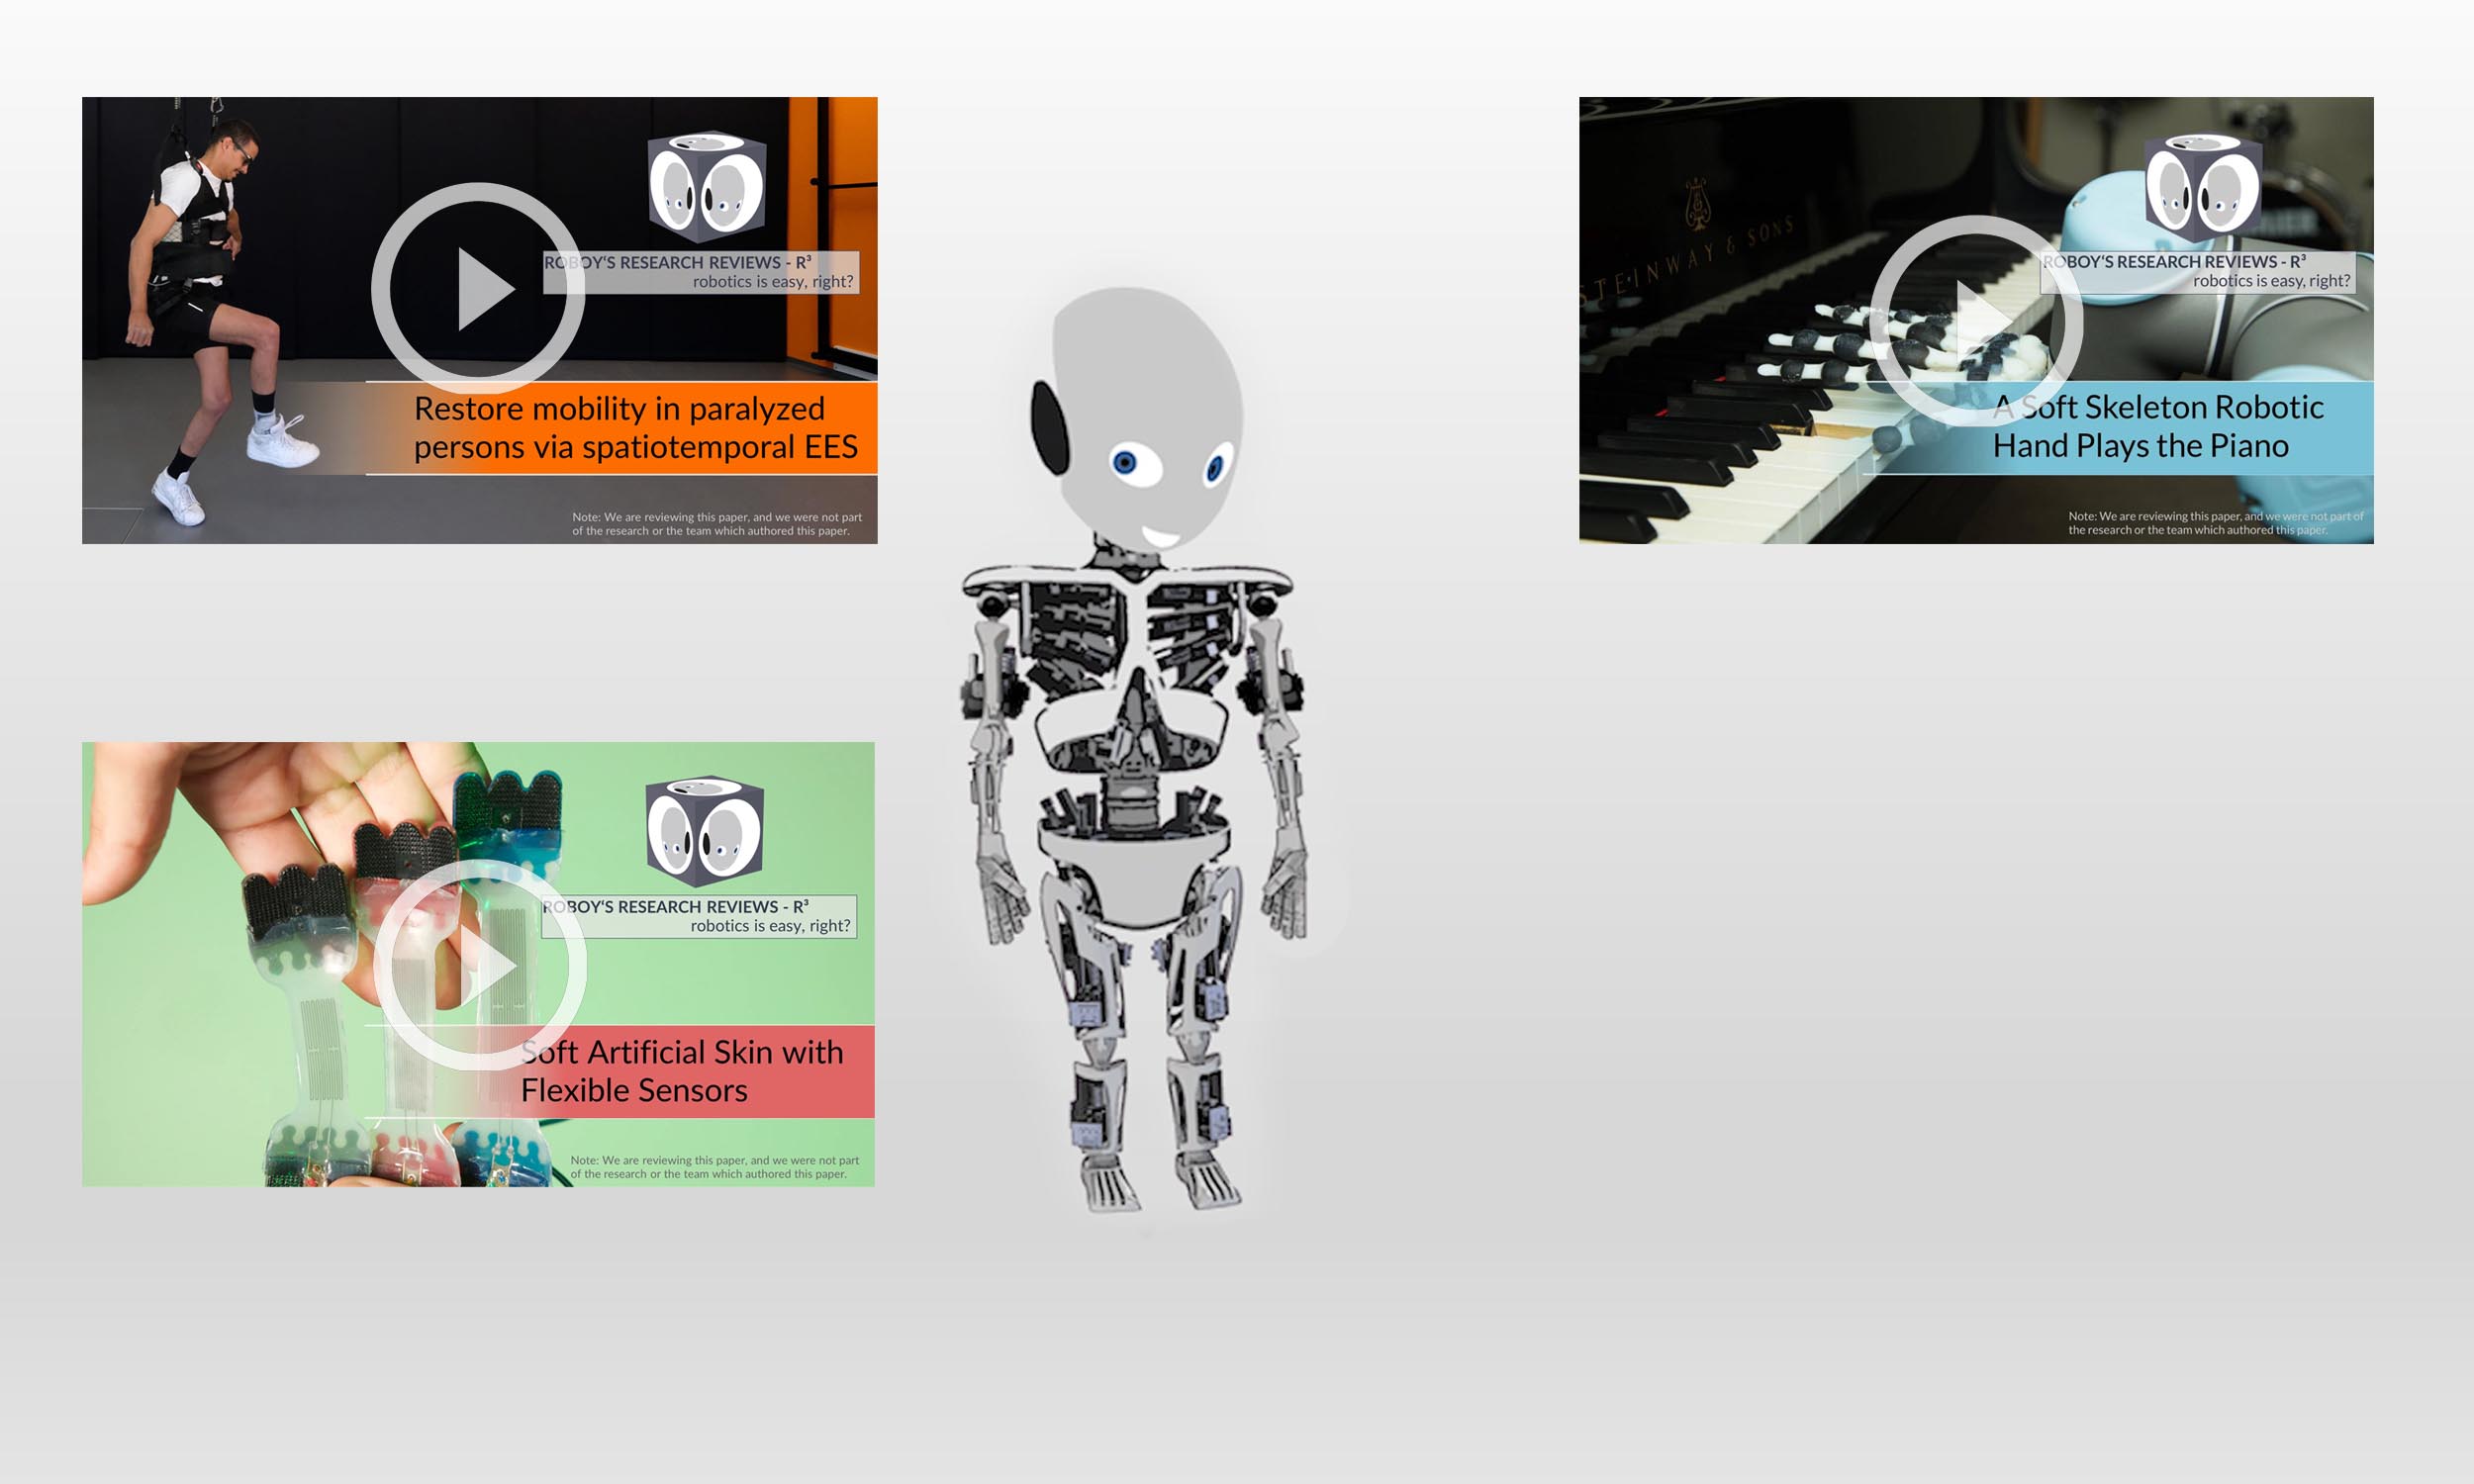 ROBOY'S RESEARCH REVIEWS - R³
robotics is easy, right?
Restore mobility in paralyzed
persons via spatiotemporal EES
Note: We are reviewing this paper, and we were not part
of the research or the team which authored this paper.
STEINWAY & SONS
ROBOY'S RESEARCH REVIEWS - R³
robotics is easy, right?
A Soft Skeleton Robotic
Hand Plays the Piano
Note: We are reviewing this paper, and we were not part of
the research or the team which authored this paper.
ROBOY'S RESEARCH REVIEWS - R³
robotics is easy, right?
Soft Artificial Skin with
Flexible Sensors
Note: We are reviewing this paper, and we were not part
of the research or the team which authored this paper.